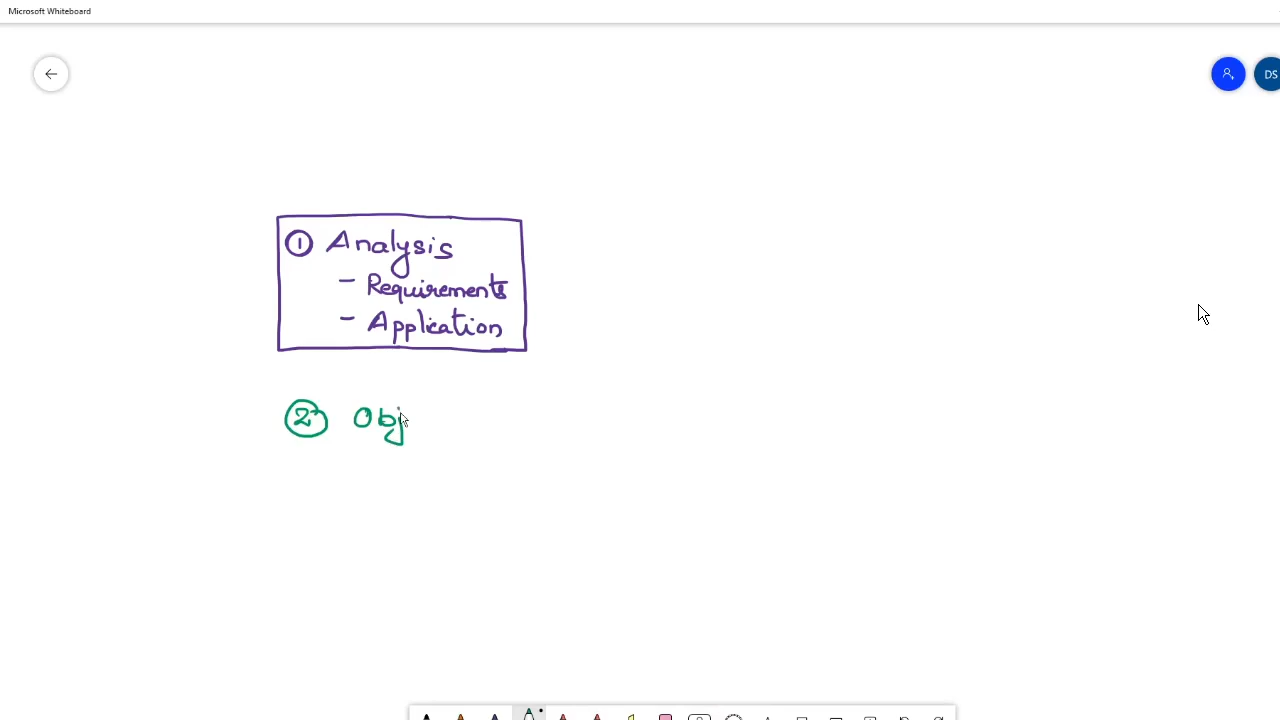 Microsoft Whiteboard
DS
① Analysis
- Requirements
- Application
② Obj